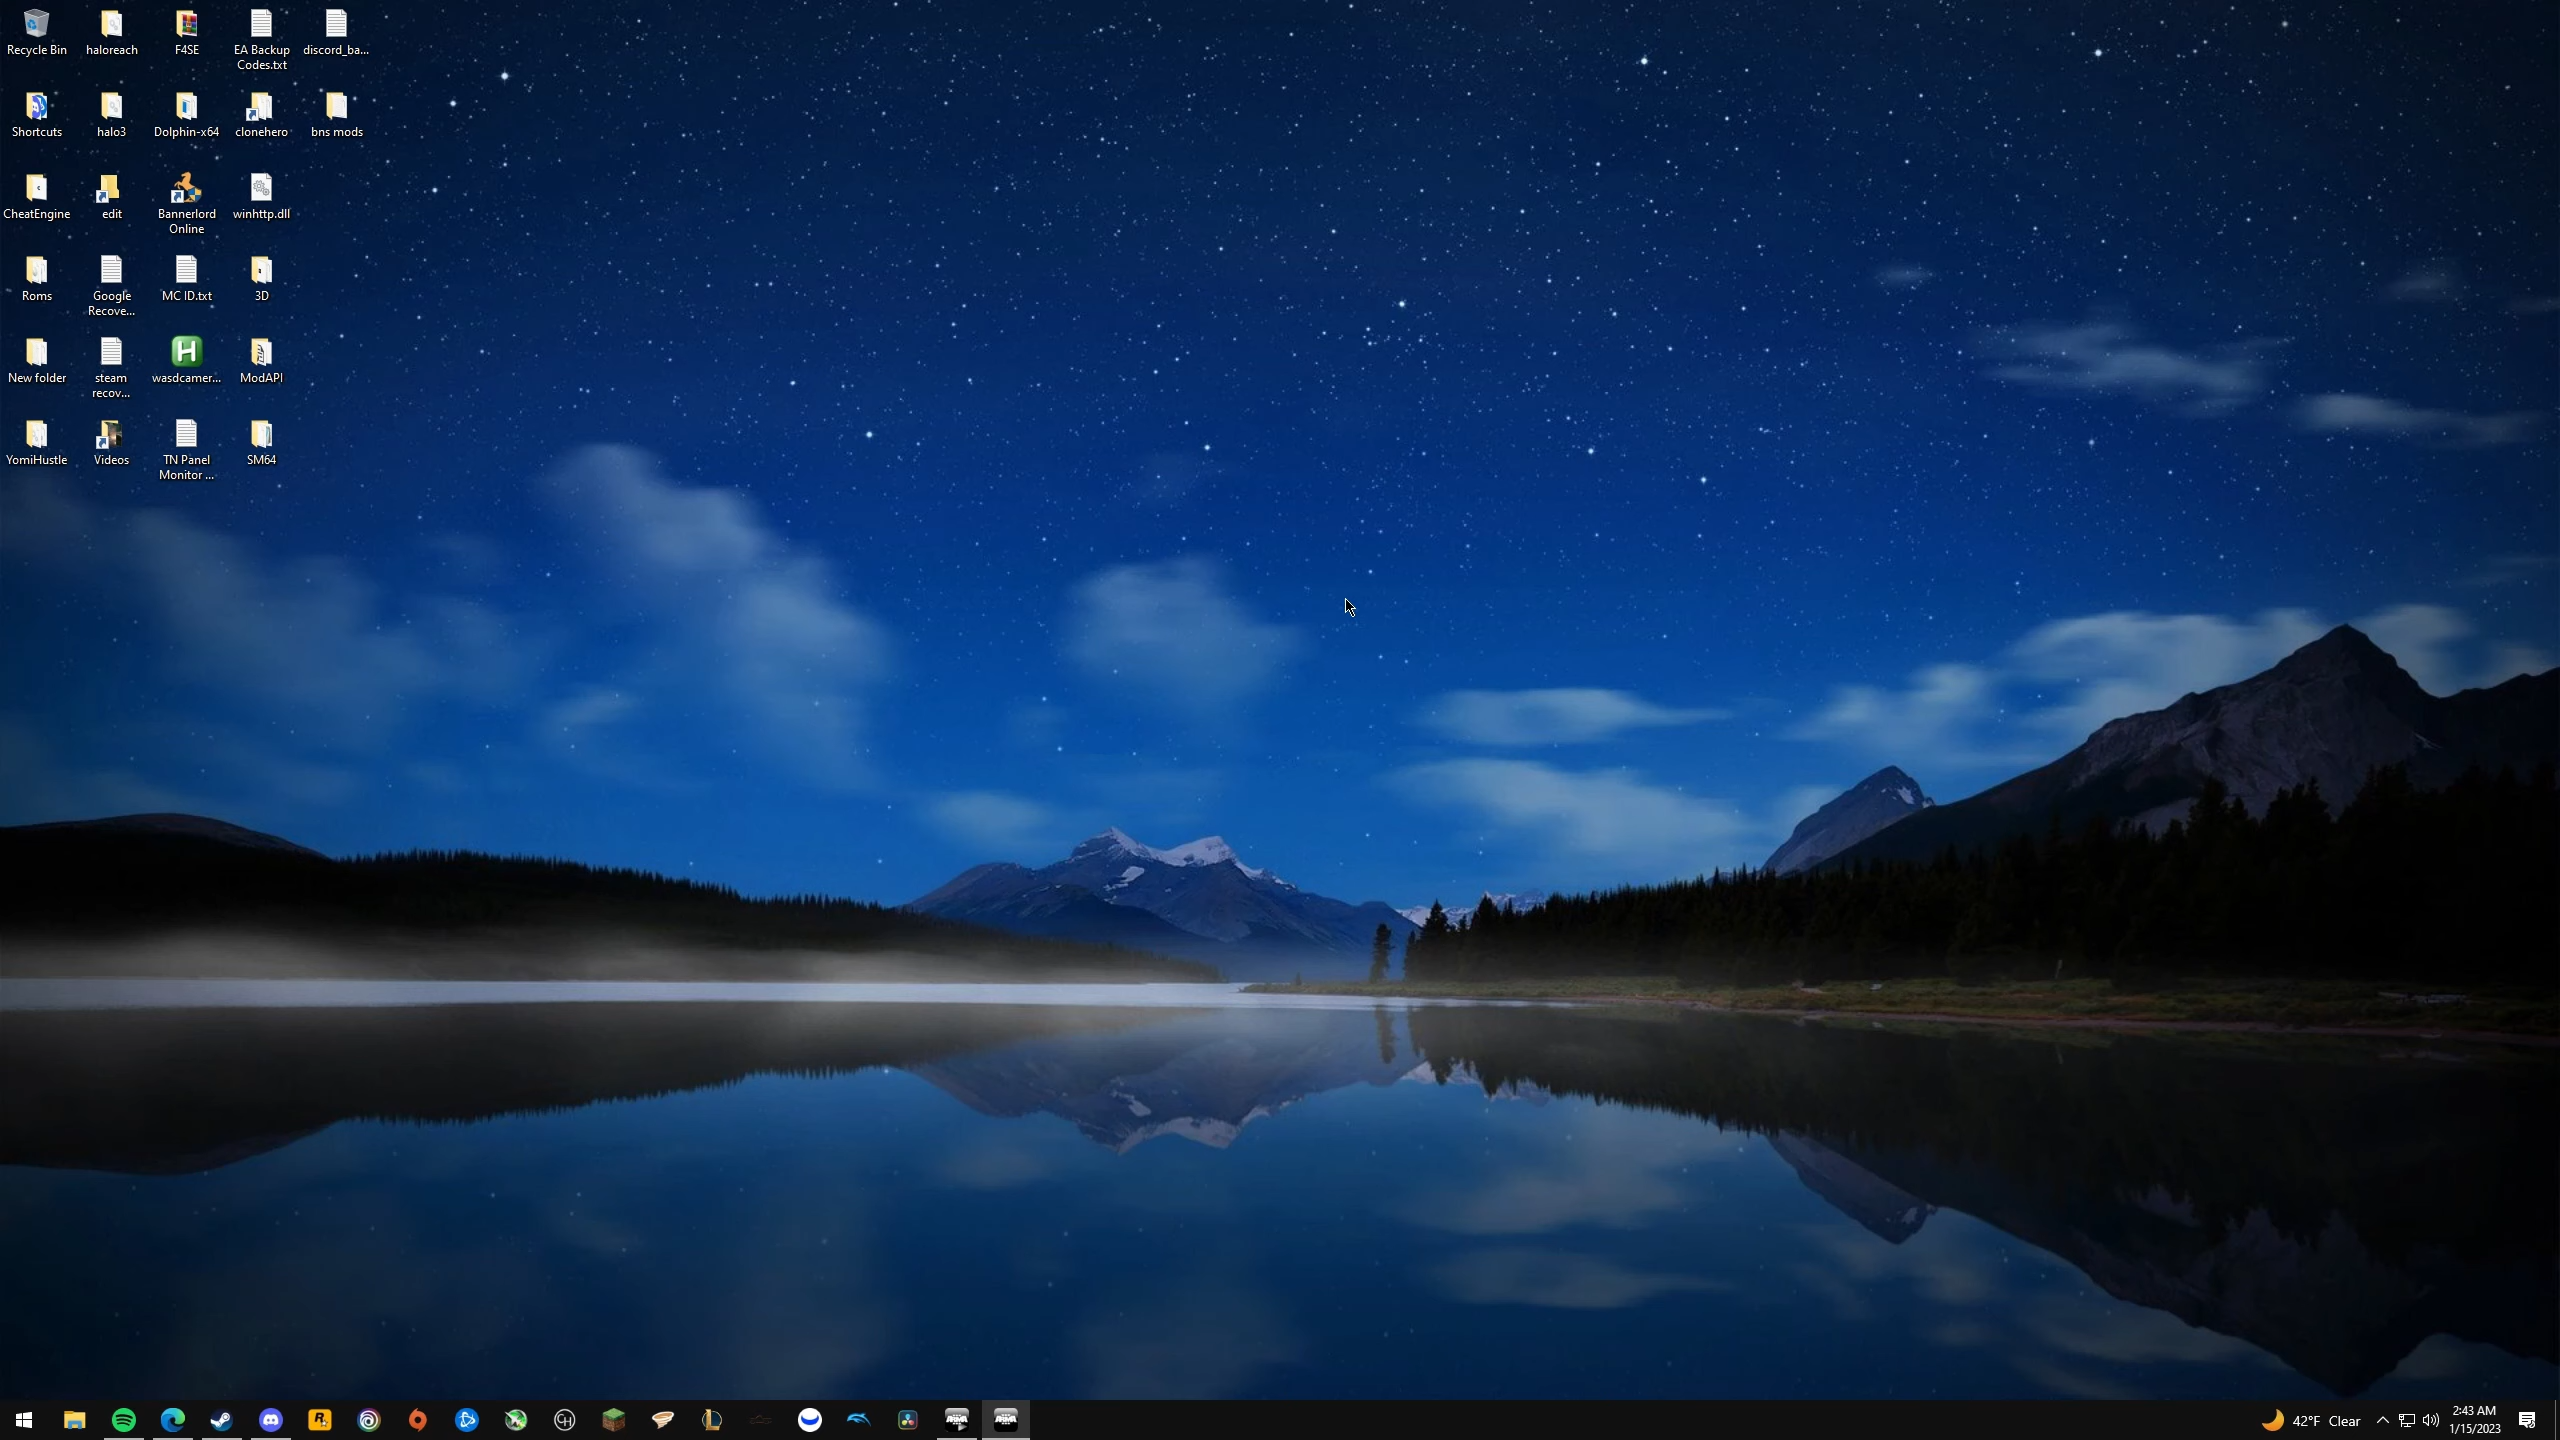 Recycle Bin
haloreach
F4SE
EA Backup
Codes.txt
discord_ba...
Shortcuts
halo3
Dolphin-x64
clonehero
bns mods
CheatEngine
edit
Bannerlord
Online
winhttp.dll
Roms
Google
Recove...
MC ID.txt
3D
New folder
steam
recov...
wasdcamer...
ModAPI
YomiHustle
Videos
TN Panel
Monitor ...
SM64
42°F Clear
2:43 AM
1/15/2023